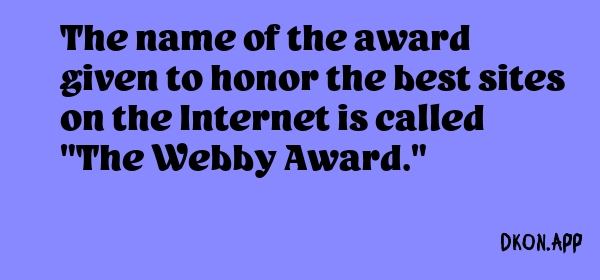 The name of the award
given to honor the best sites
on the Internet is called
"The Webby Award."
DKON.APP